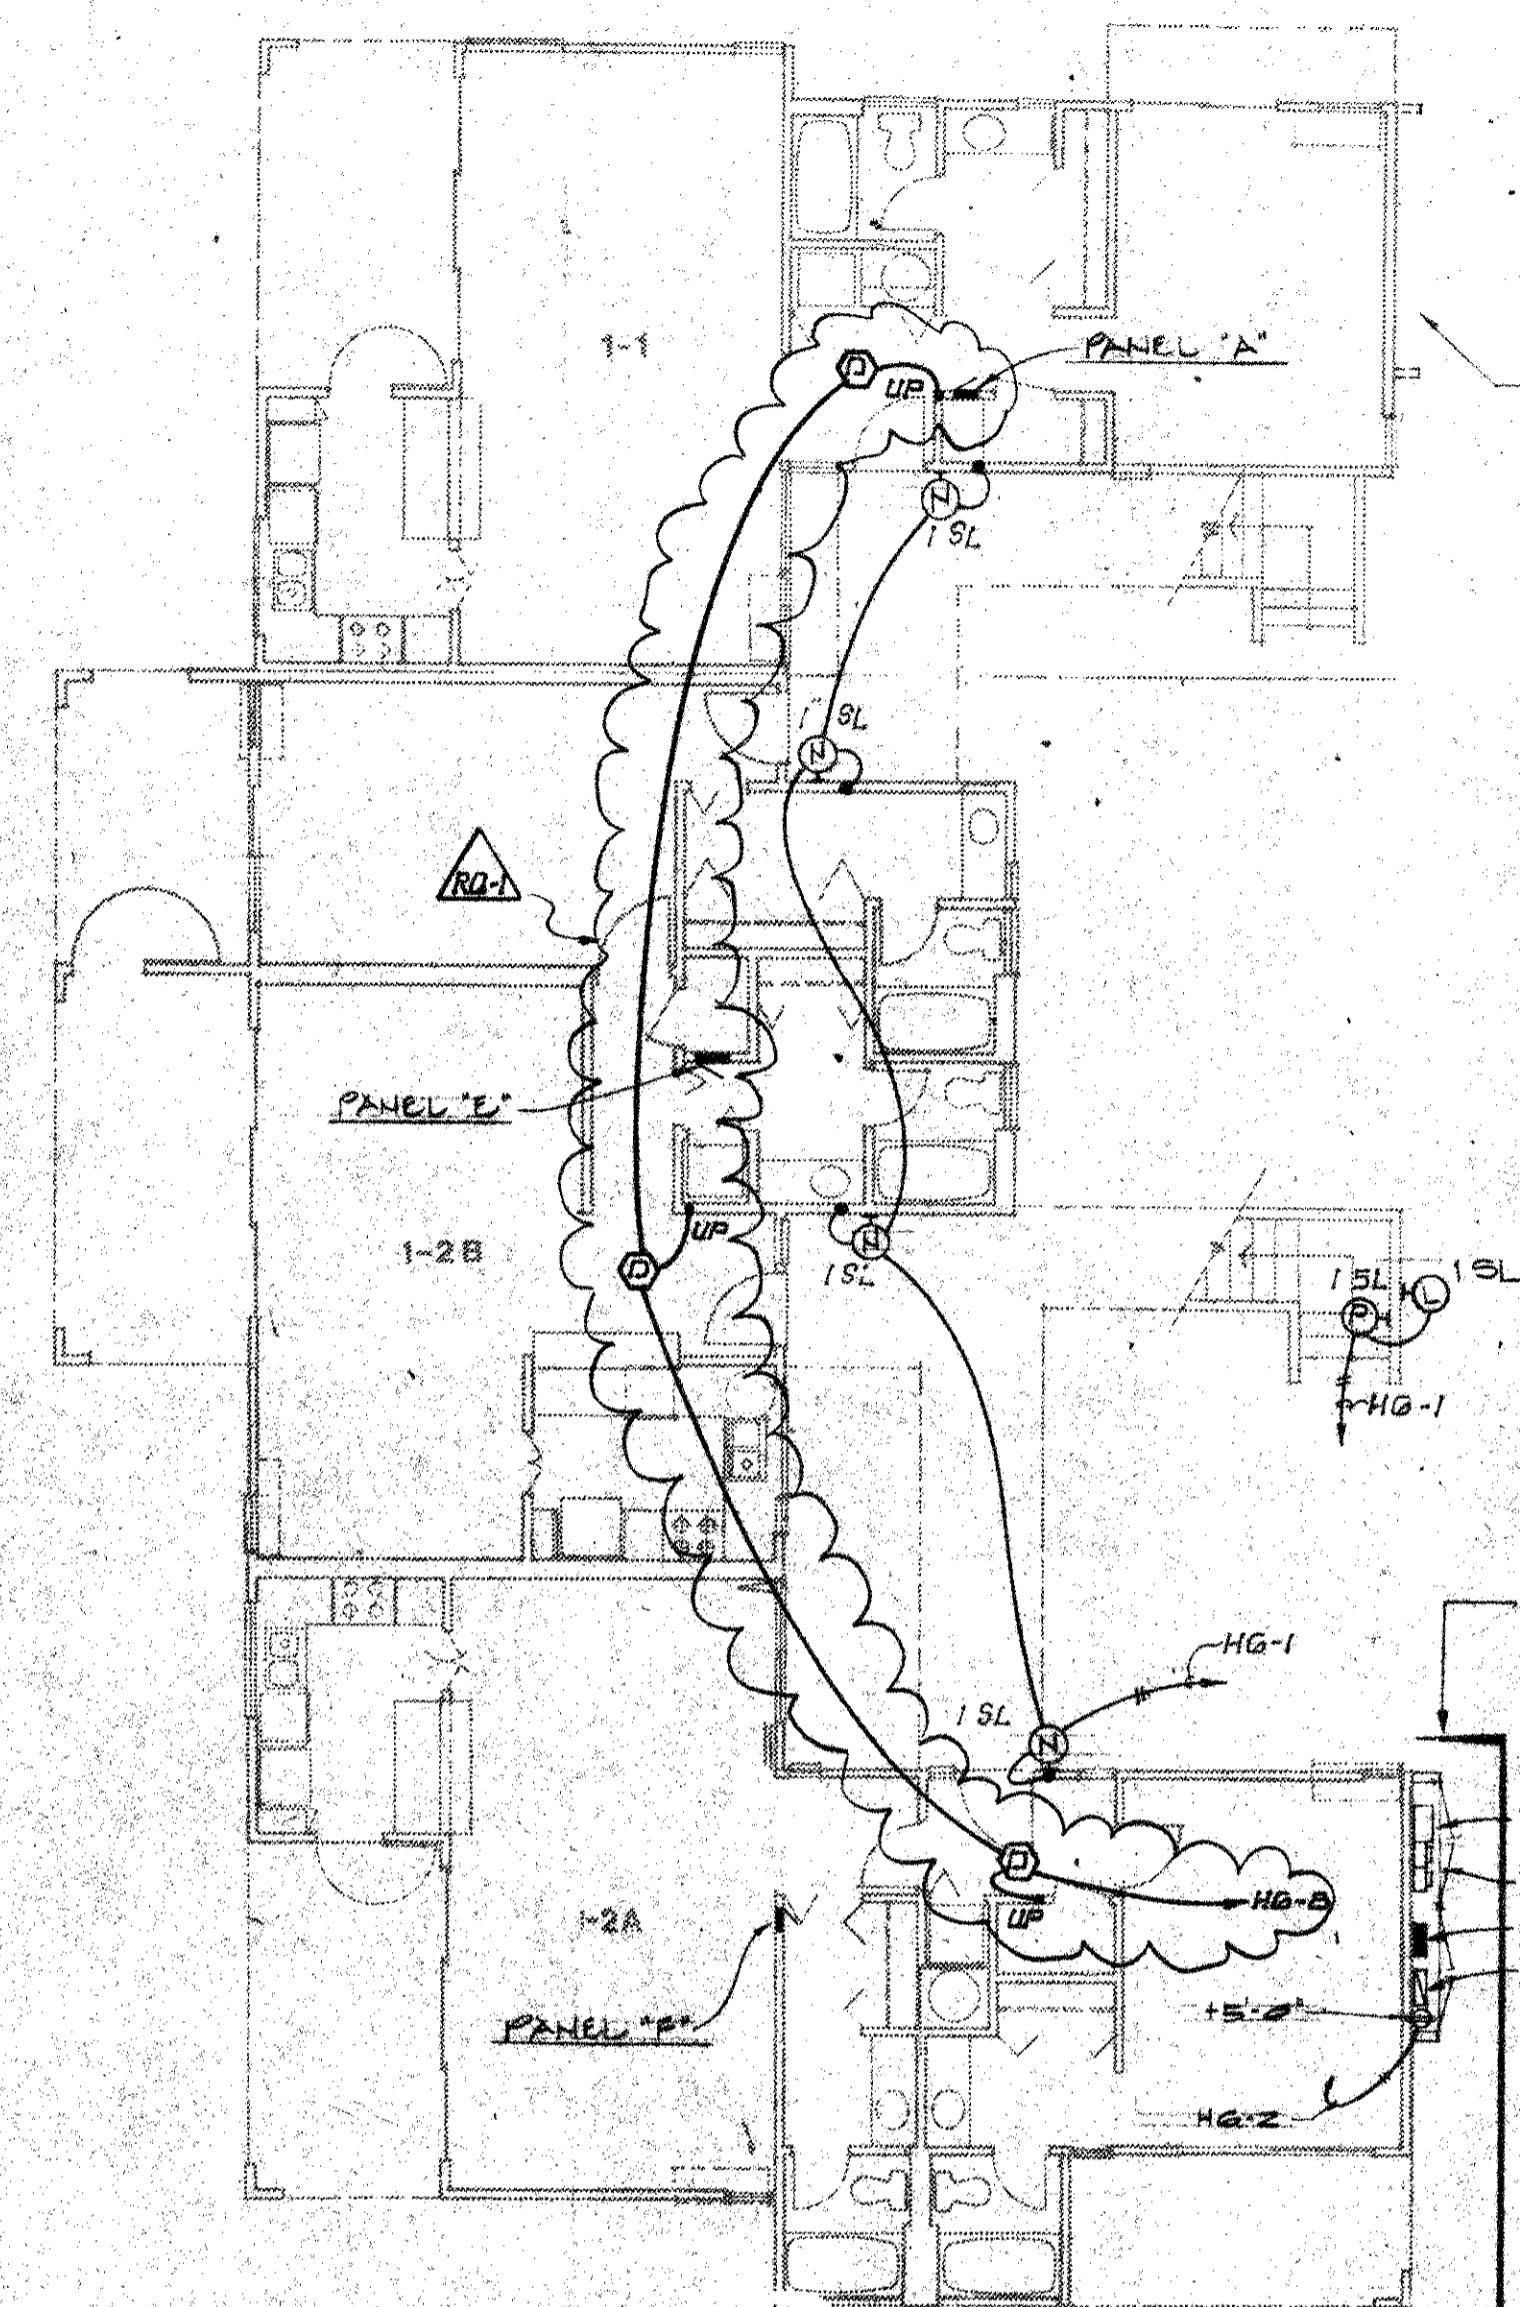 1-1
PANEL "A"
UP
1 SL
1 SL
RQ-1
PANEL "E"
UP
1-2B
1 SL
1 SL
P
L
1 SL
HG-1
HG-1
1 SL
N
N
N
N
D
D
D
HG-8
UP
1-2A
+5'-0"
PANEL "F"
HG-2